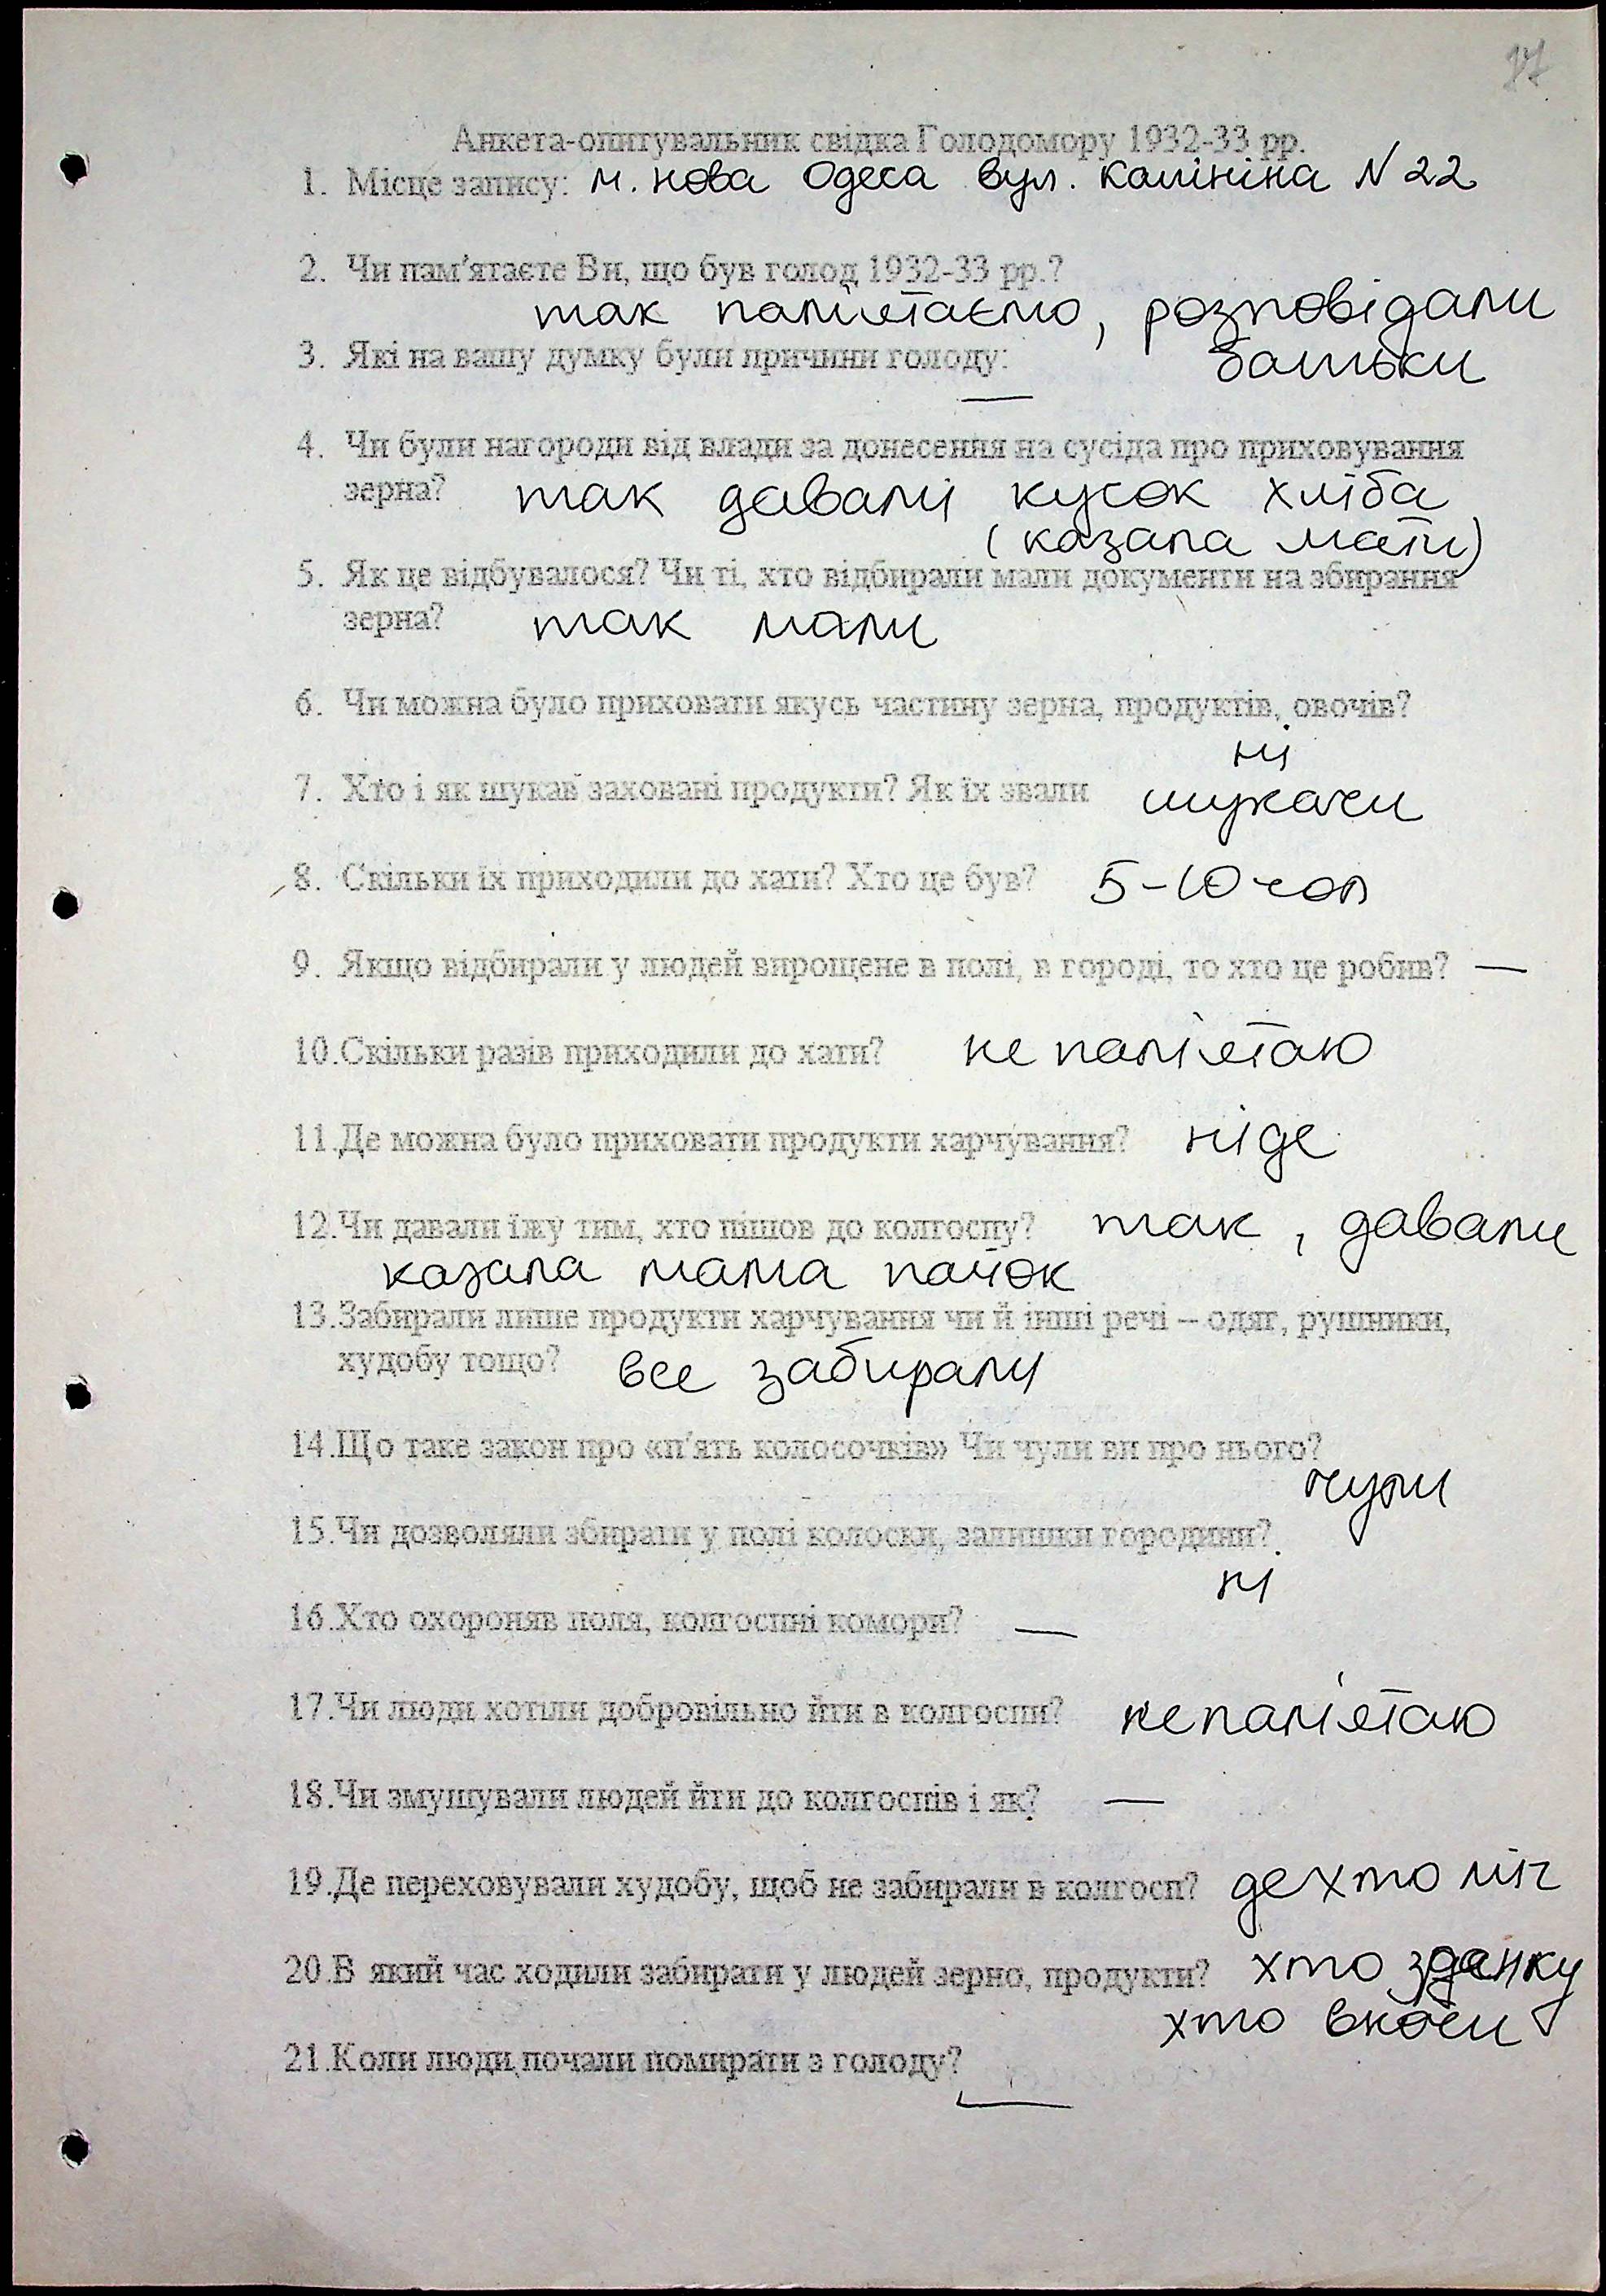 Анкета-опитувальник свідка Голодомору 1932-33 рр.
1. Місце запису: м. Нова Одеса вул. Калініна №22
2. Чи пам'ятаєте Ви, що був голод 1932-33 рр.?
так пам'ятаємо, розповідали
батьки
3. Які на вашу думку були причини голоду:
—
4. Чи були нагороди від влади за донесення на сусіда про приховування
зерна? так давалі кусок хліба
(казала мати)
5. Як це відбувалося? Чи ті, хто відбирали мали документи на збирання
зерна? так мали
6. Чи можна було приховати якусь частину зерна, продуктів, овочів?
ні
7. Хто і як шукав заховані продукти? Як їх звали шукачи
8. Скільки їх приходили до хати? Хто це був? 5-10 чол
9. Якщо відбирали у людей вирощене в полі, в городі, то хто це робив? —
10.Скільки разів приходили до хати? не пам'ятаю
11.Де можна було приховати продукти харчування? ніде
12.Чи давали їжу тим, хто пішов до колгоспу? так, давали
казала мама пайок
13.Забирали лише продукти харчування чи й інші речі – одяг, рушники,
худобу тощо? все забирали
14.Що таке закон про «п'ять колосочків» Чи чули ви про нього?
чули
15.Чи дозволяли збирати у полі колоски, залишки городини?
ні
16.Хто охороняв поля, колгоспні комори? —
17.Чи люди хотіли добровільно йти в колгоспи? не пам'ятаю
18.Чи змушували людей йти до колгоспів і як? —
19.Де переховували худобу, щоб не забирали в колгосп? де хто міг
20.В який час ходили забирати у людей зерно, продукти? хто зранку
хто вночи
21.Коли люди почали помирати з голоду?
—